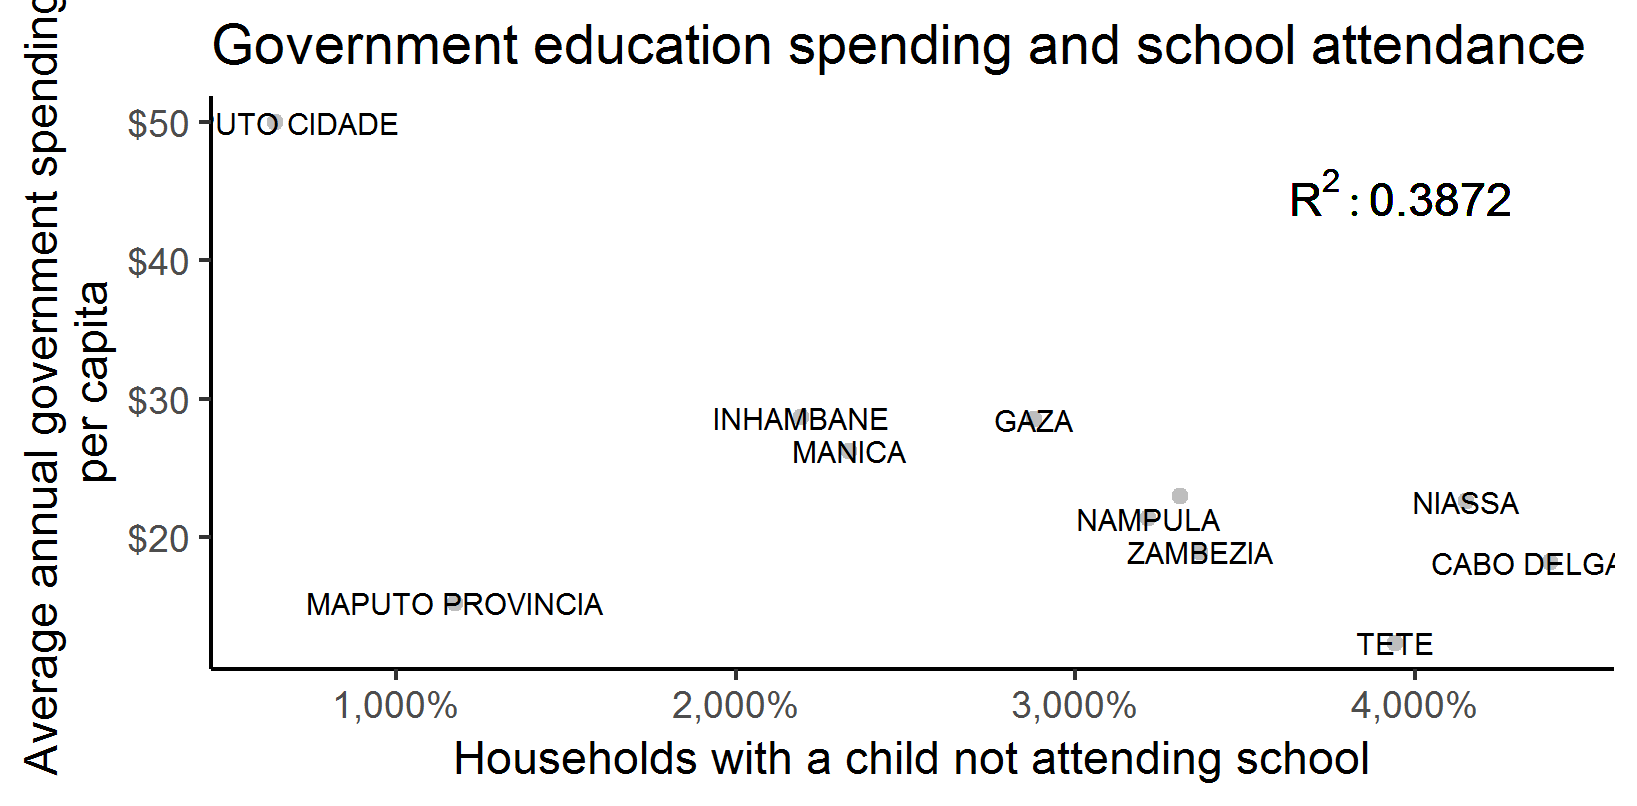 Government education spending and school attendance
Average annual government spending
per capita
$50
$40
$30
$20
UTO CIDADE
R2 : 0.3872
INHAMBANE
GAZA
MANICA
NIASSA
NAMPULA
ZAMBEZIA
CABO DELGA
MAPUTO PROVINCIA
TETE
1,000%
2,000%
3,000%
4,000%
Households with a child not attending school